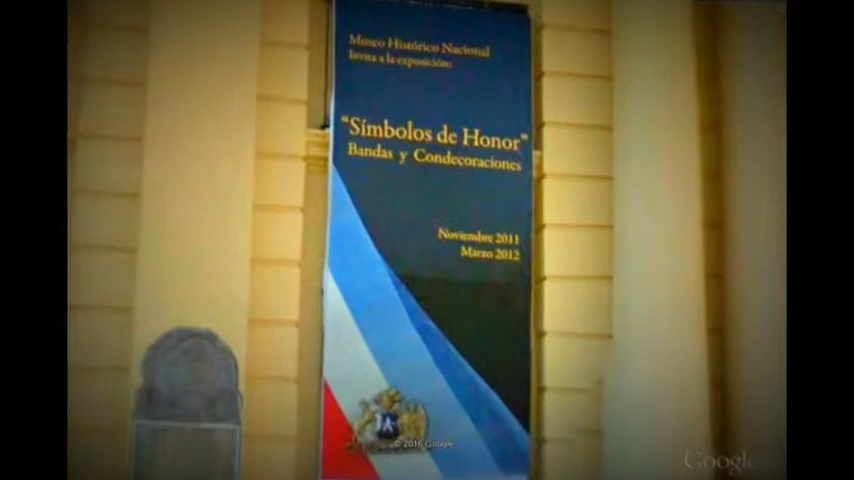 Museo Histórico Nacional
Invita a la exposición:
"Símbolos de Honor"
Bandas y Condecoraciones
Noviembre 2011
Marzo 2012
© 2016 Google
Google